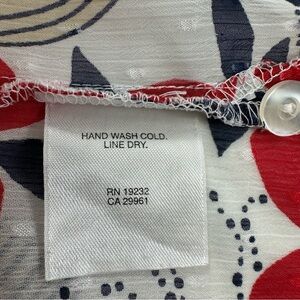 HAND WASH COLD.
LINE DRY.
RN 19232
CA 29961